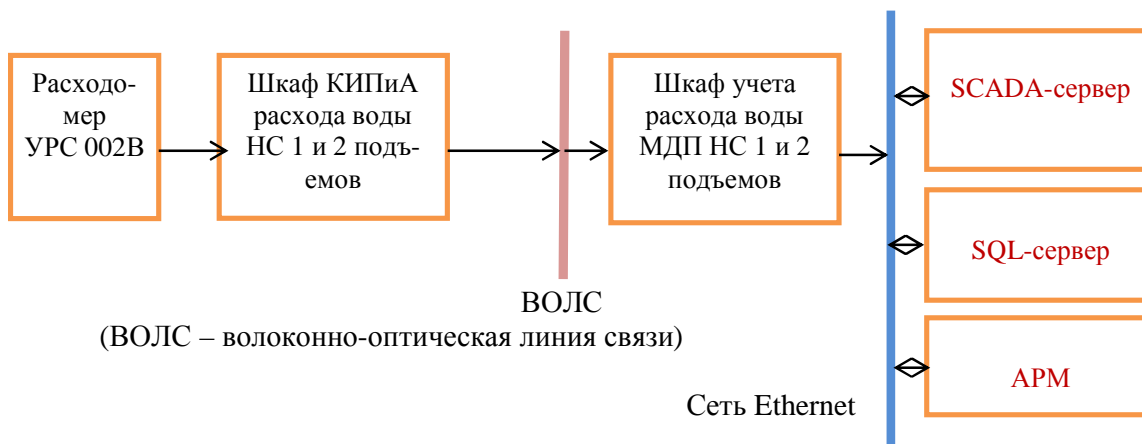 Расходо-
мер
УРС 002В
Шкаф КИПиА
расхода воды
НС 1 и 2 подъ-
емов
Шкаф учета
расхода воды
МДП НС 1 и 2
подъемов
SCADA-сервер
SQL-сервер
АРМ
ВОЛС
(ВОЛС – волоконно-оптическая линия связи)
Сеть Ethernet